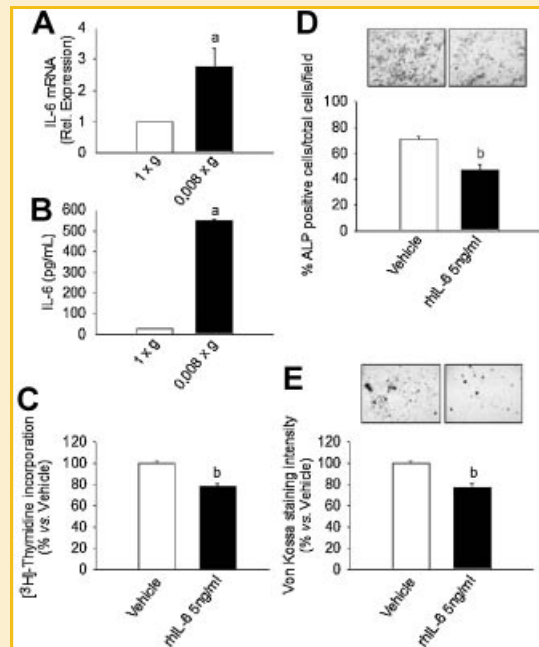 A
IL-6 mRNA
(Rel. Expression)
4
3
2
1
0
a
1 x g
0.008 x g
B
IL-6 (pg/mL)
600
500
400
300
200
100
0
a
1 x g
0.008 x g
C
[3H]-Thymidine incorporation
(% vs. Vehicle)
120
100
80
60
40
20
0
b
Vehicle
rhIL-6 5ng/ml
D
% ALP positive cells/total cells/field
100
80
60
40
20
0
b
Vehicle
rhIL-6 5ng/ml
E
Von Kossa staining intensity
(% vs. Vehicle)
120
100
80
60
40
20
0
b
Vehicle
rhIL-6 5ng/ml